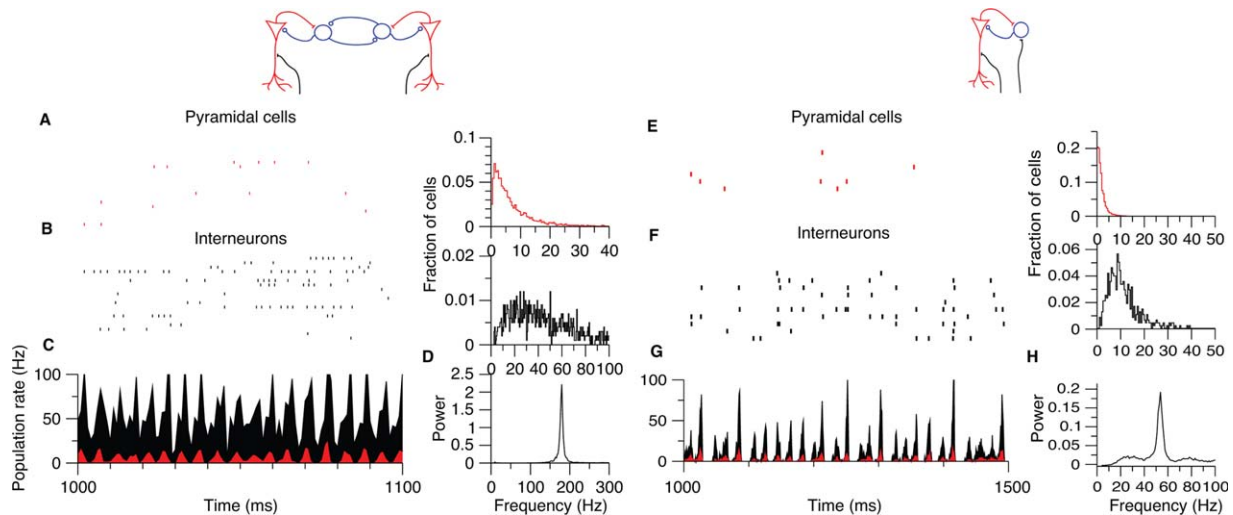 A
Pyramidal cells
B
Interneurons
C
Population rate (Hz)
100
75
50
25
0
1000
1100
Time (ms)
Fraction of cells
0.1
0.05
0
0 10 20 30 40
0.02
0.01
0
0 20 40 60 80 100
D
Power
2.5
2
1.5
1
0.5
0
0 100 200 300
Frequency (Hz)
E
Pyramidal cells
F
Interneurons
G
100
50
0
1000
1500
Time (ms)
Fraction of cells
0.2
0.1
0
0 10 20 30 40 50
0.06
0.04
0.02
0
0 10 20 30 40 50
H
Power
0.2
0.15
0.1
0.05
0
0 20 40 60 80 100
Frequency (Hz)